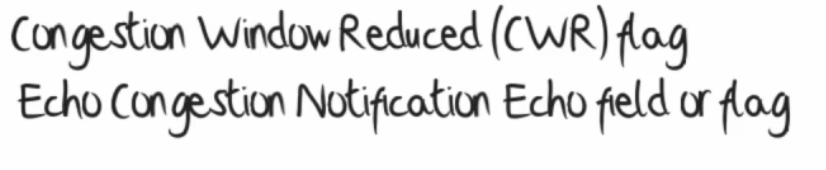 Congestion Window Reduced (CWR) flag
Echo Congestion Notification Echo field or flag